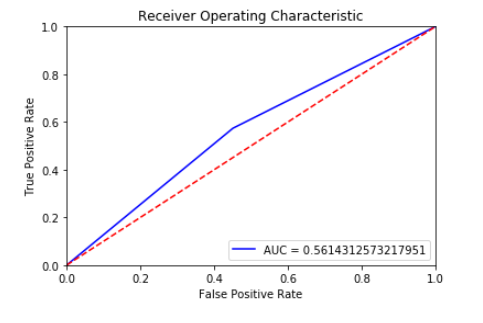 Receiver Operating Characteristic
1.0
0.8
0.6
0.4
0.2
0.0
True Positive Rate
AUC = 0.5614312573217951
0.0 0.2 0.4 0.6 0.8 1.0
False Positive Rate